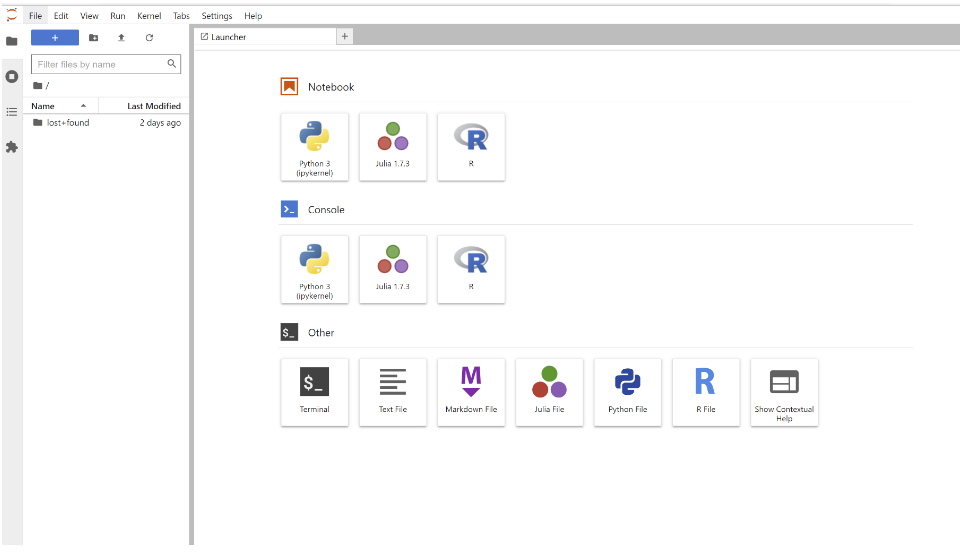 File Edit View Run Kernel Tabs Settings Help
+
Launcher
+
Filter files by name
/
Name Last Modified
lost+found 2 days ago
Notebook
Python 3
(ipykernel)
Julia 1.7.3
R
R
>_ Console
Python 3
(ipykernel)
Julia 1.7.3
R
R
$_ Other
$_
Terminal
Text File
M
Markdown File
Julia File
Python File
R
R File
Show Contextual
Help